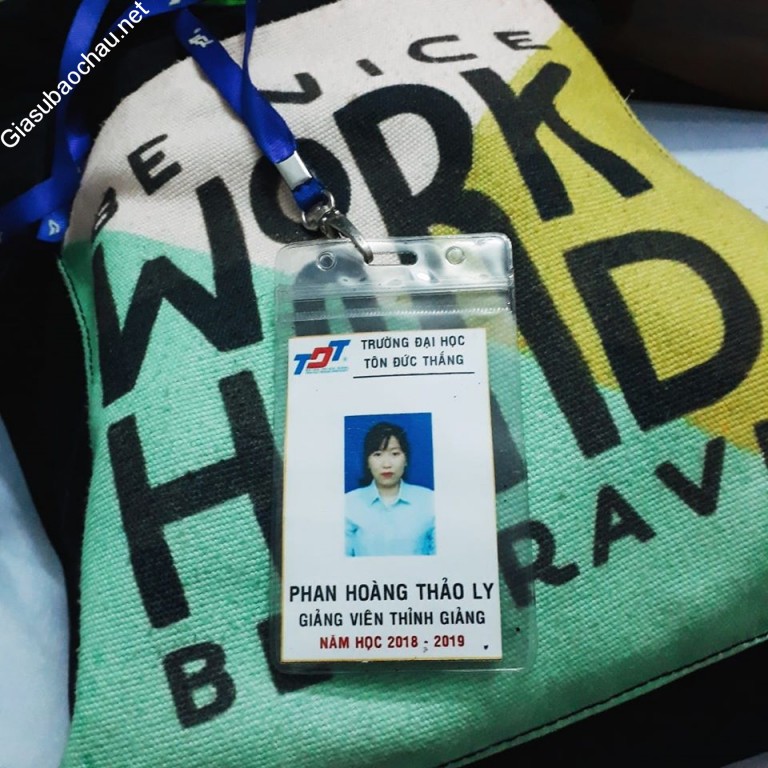 Giasubaochau.net
BE NICE
WORK
HARD
BE BRAVE
TDT
TRƯỜNG ĐẠI HỌC
TÔN ĐỨC THẮNG
PHAN HOÀNG THẢO LY
GIẢNG VIÊN THỈNH GIẢNG
NĂM HỌC 2018 - 2019